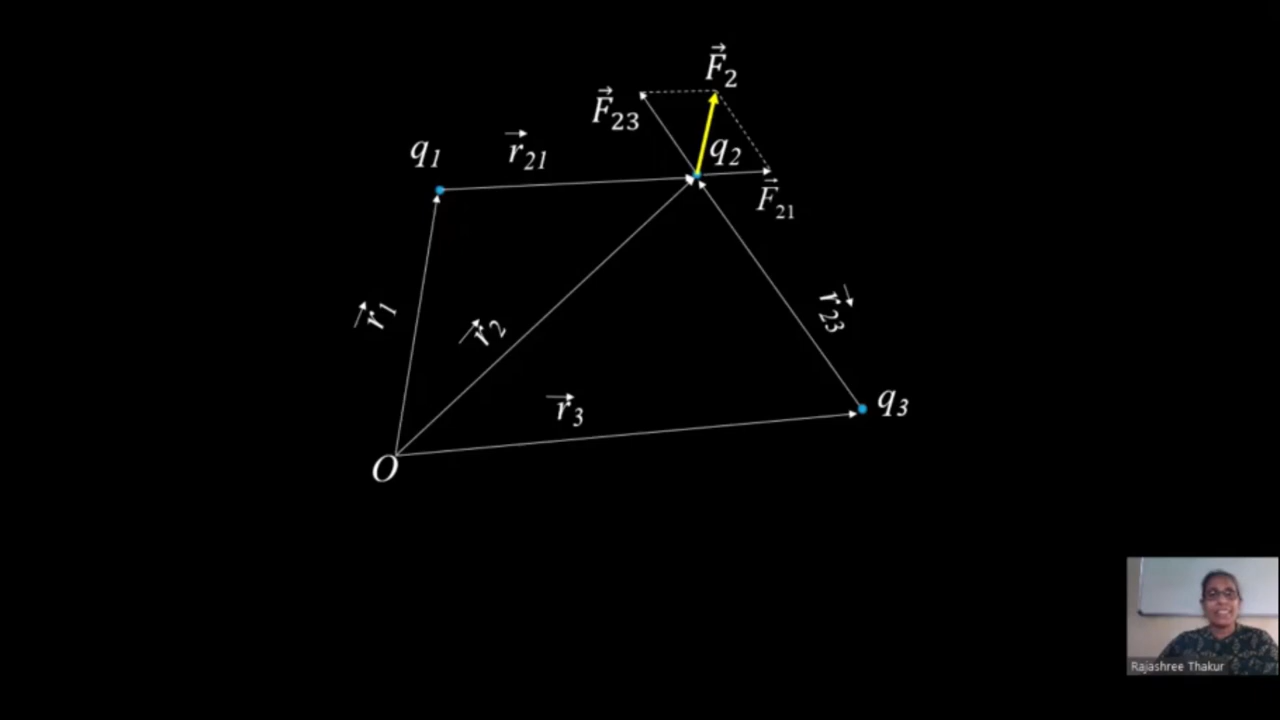 F⃗₂
F⃗₂₃
q₁
r⃗₂₁
q₂
F⃗₂₁
r⃗₁
r⃗₂
r⃗₂₃
r⃗₃
q₃
O
Rajashree Thakur